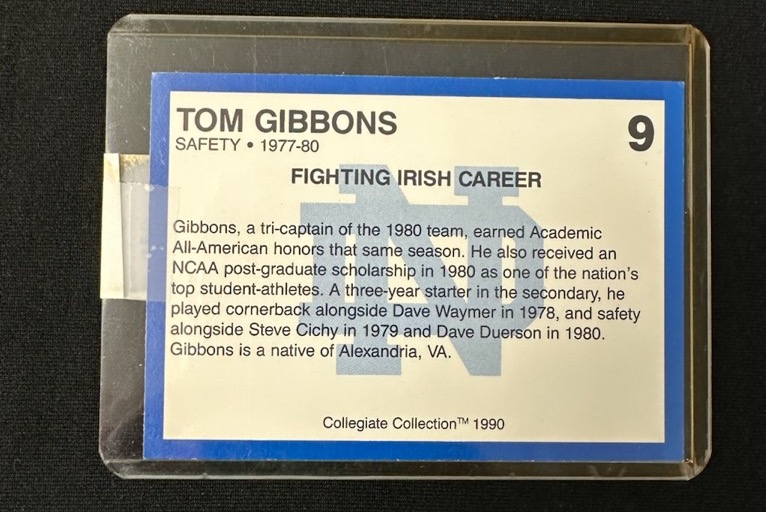 TOM GIBBONS
9
SAFETY • 1977-80
FIGHTING IRISH CAREER
Gibbons, a tri-captain of the 1980 team, earned Academic
All-American honors that same season. He also received an
NCAA post-graduate scholarship in 1980 as one of the nation's
top student-athletes. A three-year starter in the secondary, he
played cornerback alongside Dave Waymer in 1978, and safety
alongside Steve Cichy in 1979 and Dave Duerson in 1980.
Gibbons is a native of Alexandria, VA.
ND
Collegiate Collection™ 1990